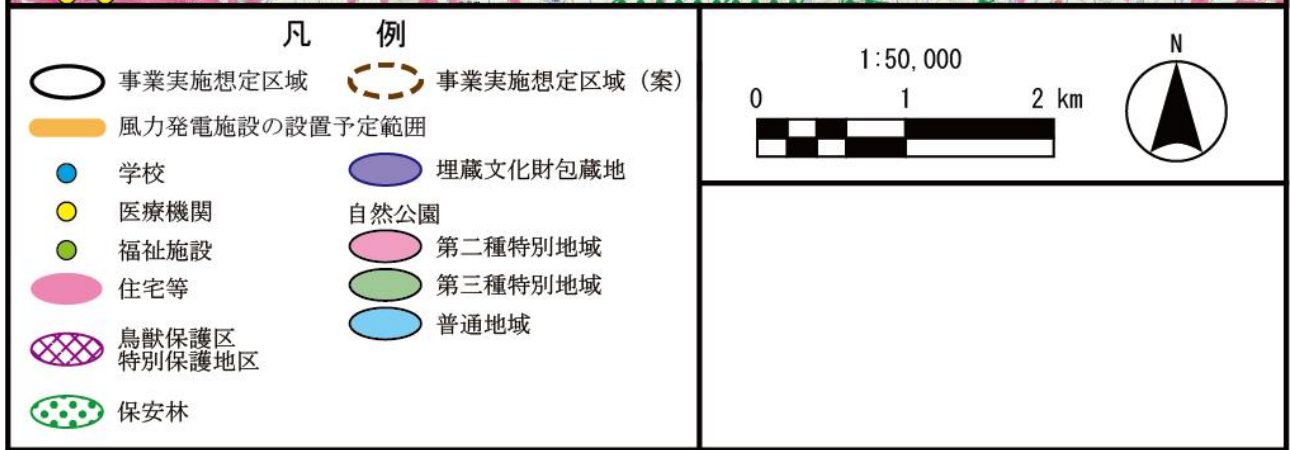 凡 例
事業実施想定区域
事業実施想定区域（案）
風力発電施設の設置予定範囲
学校
医療機関
福祉施設
住宅等
鳥獣保護区
特別保護地区
保安林
埋蔵文化財包蔵地
自然公園
第二種特別地域
第三種特別地域
普通地域
1:50,000
0 1 2 km
N